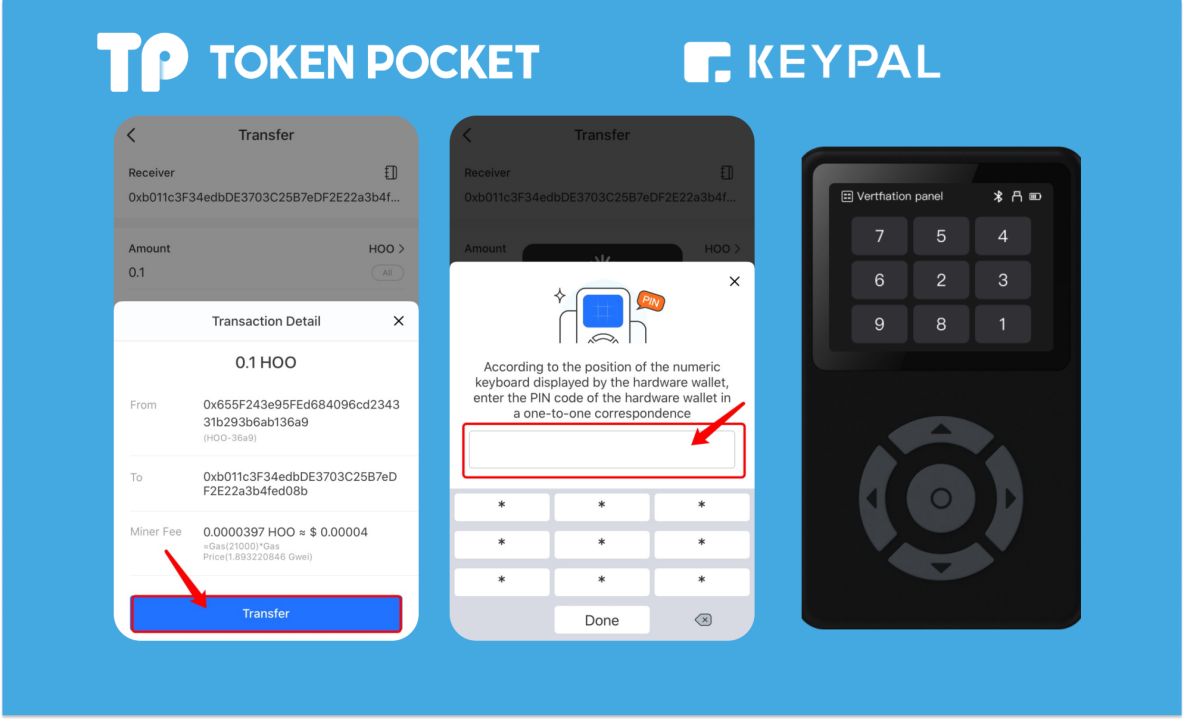 TP TOKEN POCKET
KEYPAL
Transfer
Receiver
0xb011c3F34edbDE3703C25B7eDF2E22a3b4f...
Amount
HOO >
0.1
All
Transaction Detail
0.1 HOO
From
0x655F243e95FEd684096cd2343
31b293b6ab136a9
(HOO-36a9)
To
0xb011c3F34edbDE3703C25B7eD
F2E22a3b4fed08b
Miner Fee
0.0000397 HOO ≈ $ 0.00004
=Gas(21000)*Gas
Price(1.893220846 Gwei)
Transfer
Transfer
Receiver
0xb011c3F34edbDE3703C25B7eDF2E22a3b4f...
Amount
HOO >
PIN
According to the position of the numeric
keyboard displayed by the hardware wallet,
enter the PIN code of the hardware wallet in
a one-to-one correspondence
* * *
* * *
* * *
Done
Vertfiation panel
7 5 4
6 2 3
9 8 1